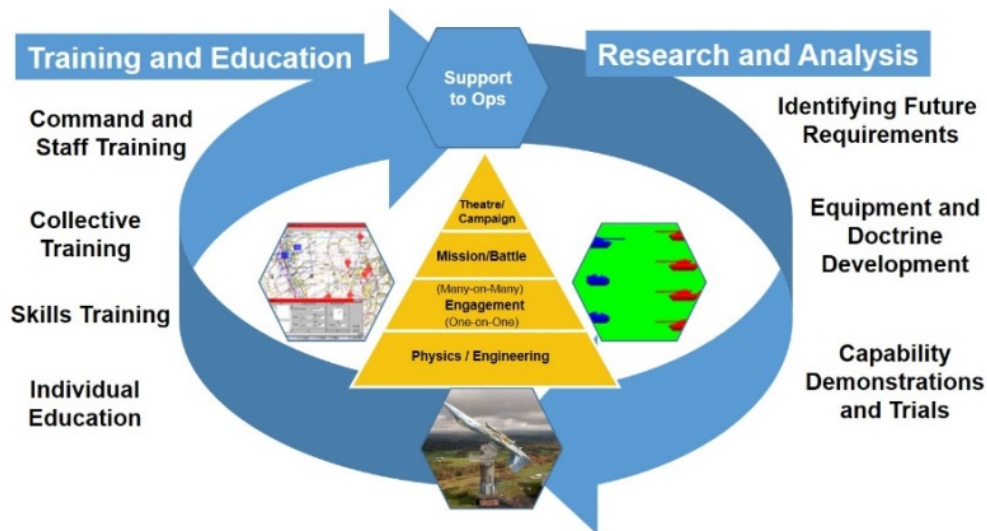 Training and Education
Support
to Ops
Research and Analysis
Command and
Staff Training
Collective
Training
Skills Training
Individual
Education
Theatre/
Campaign
Mission/Battle
(Many-on-Many)
Engagement
(One-on-One)
Physics / Engineering
Identifying Future
Requirements
Equipment and
Doctrine
Development
Capability
Demonstrations
and Trials